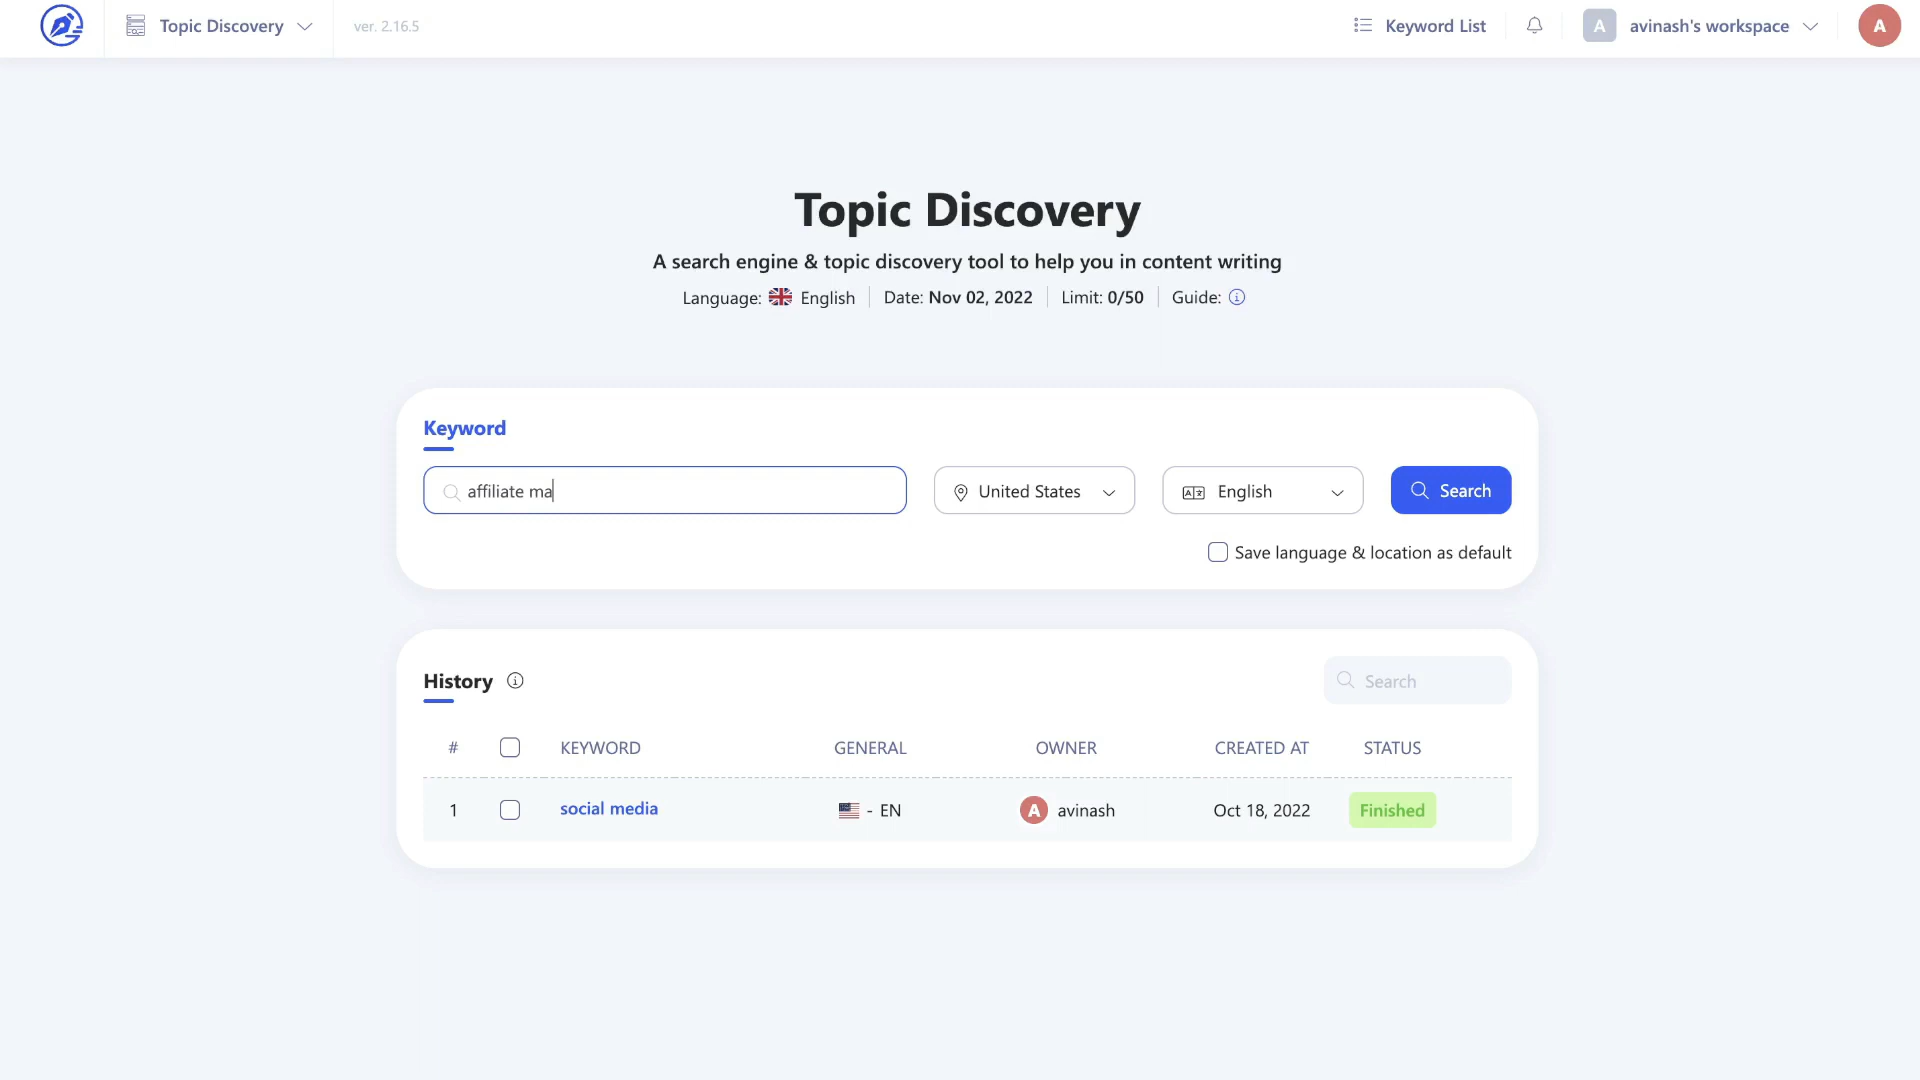 Topic Discovery
ver. 2.16.5
Keyword List
A
avinash's workspace
A
Topic Discovery
A search engine & topic discovery tool to help you in content writing
Language: English Date: Nov 02, 2022 Limit: 0/50 Guide:
Keyword
affiliate ma
United States
English
Search
Save language & location as default
History
Search
# KEYWORD GENERAL OWNER CREATED AT STATUS
1 social media - EN A avinash Oct 18, 2022 Finished